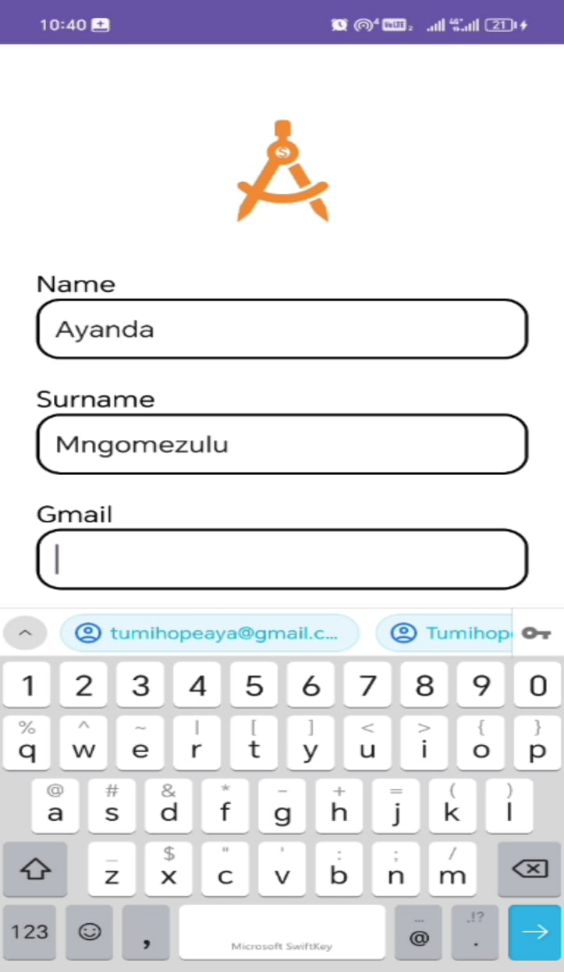 10:40
21
S
Name
Ayanda
Surname
Mngomezulu
Gmail
tumihopeaya@gmail.c... Tumihop
1 2 3 4 5 6 7 8 9 0
% ^ ~ | [ ] < > { }
q w e r t y u i o p
@ # & * - + = ( )
a s d f g h j k l
_ $ " ' : ; /
z x c v b n m
... ,!?
123 , Microsoft SwiftKey @ .